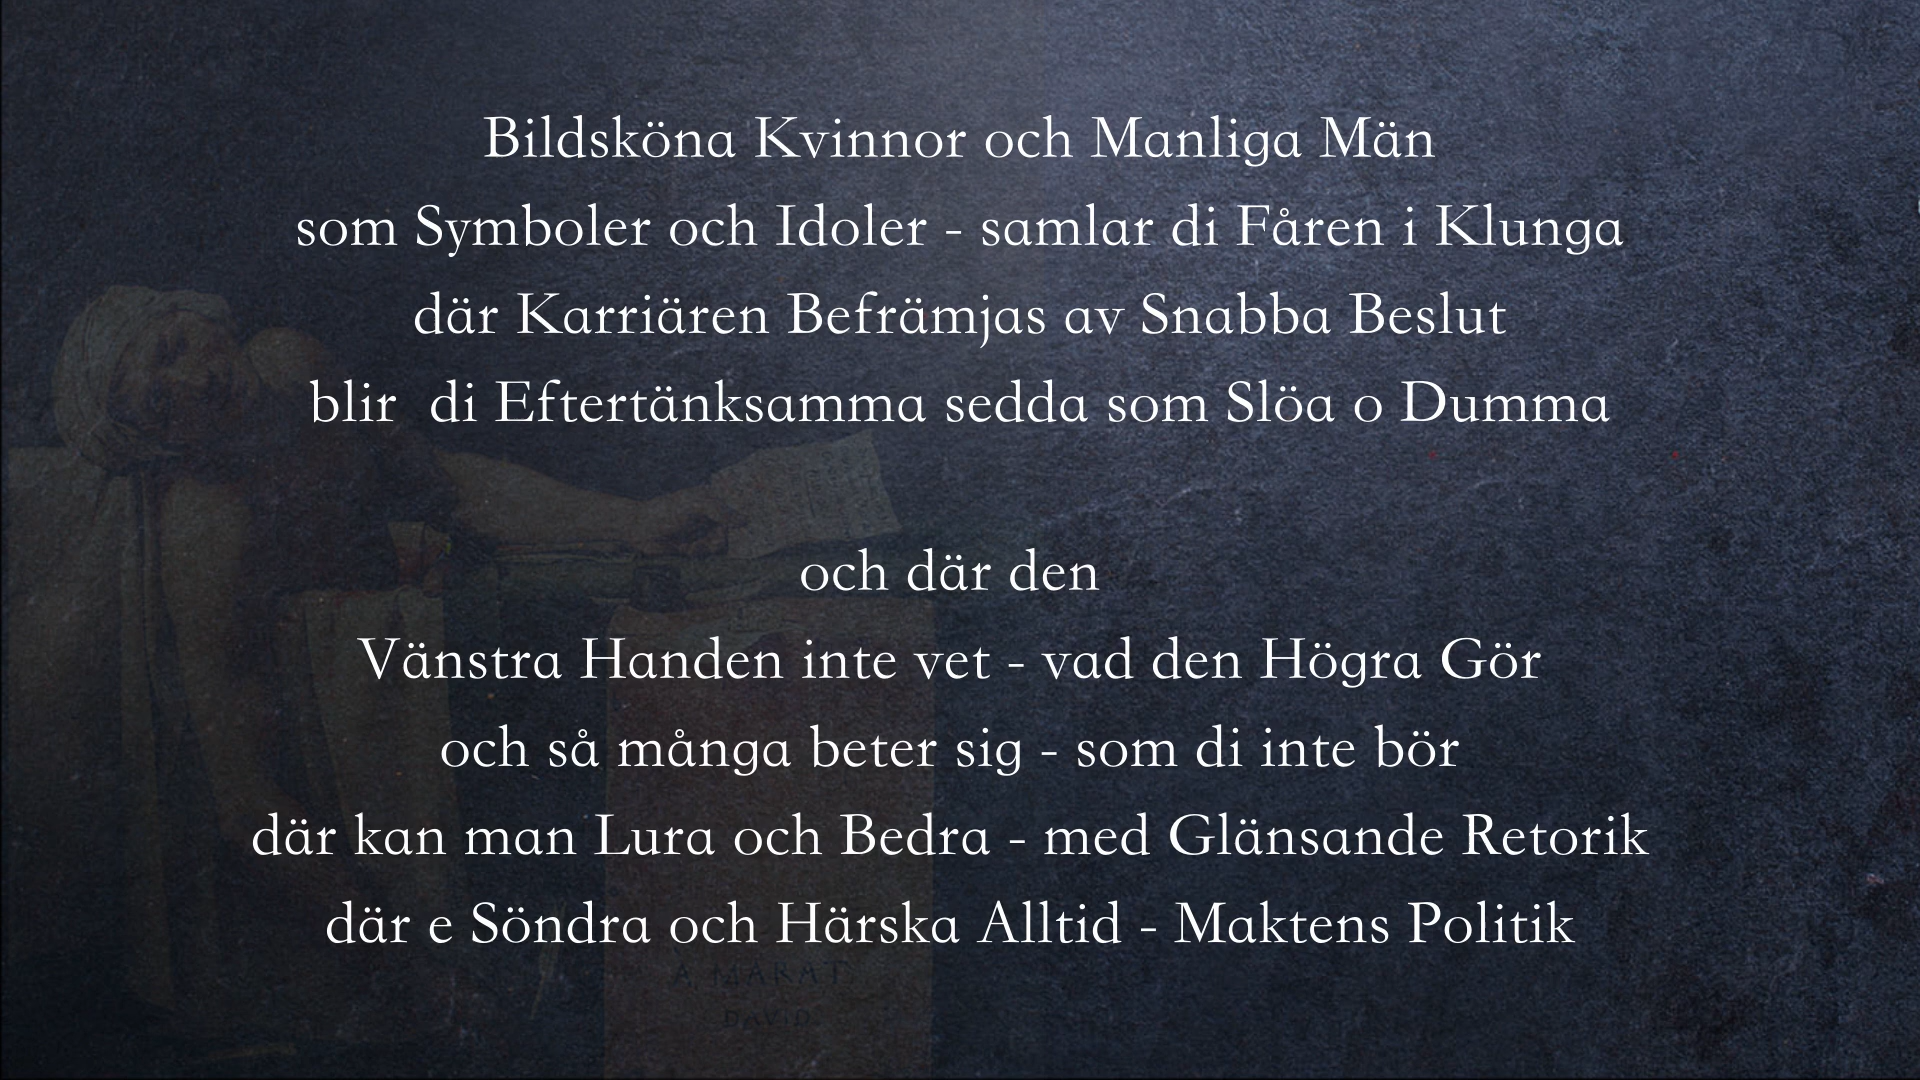 Bildsköna Kvinnor och Manliga Män
som Symboler och Idoler - samlar di Fåren i Klunga
där Karriären Befrämjas av Snabba Beslut
blir  di Eftertänksamma sedda som Slöa o Dumma
och där den
Vänstra Handen inte vet - vad den Högra Gör
och så många beter sig - som di inte bör
där kan man Lura och Bedra - med Glänsande Retorik
där e Söndra och Härska Alltid - Maktens Politik
A MARAT
DAVID